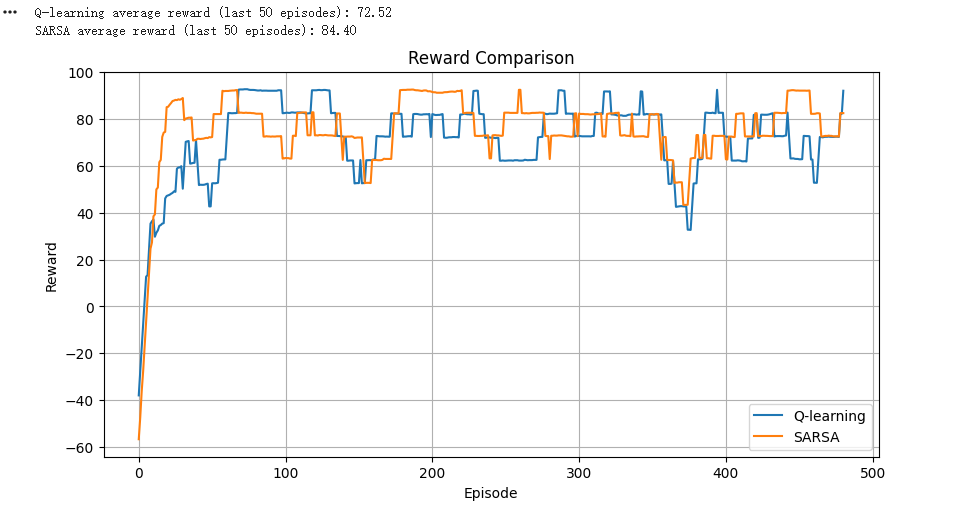 Q-learning average reward (last 50 episodes): 72.52
SARSA average reward (last 50 episodes): 84.40
Reward Comparison
100
80
60
40
20
0
−20
−40
−60
Reward
0 100 200 300 400 500
Episode
Q-learning
SARSA